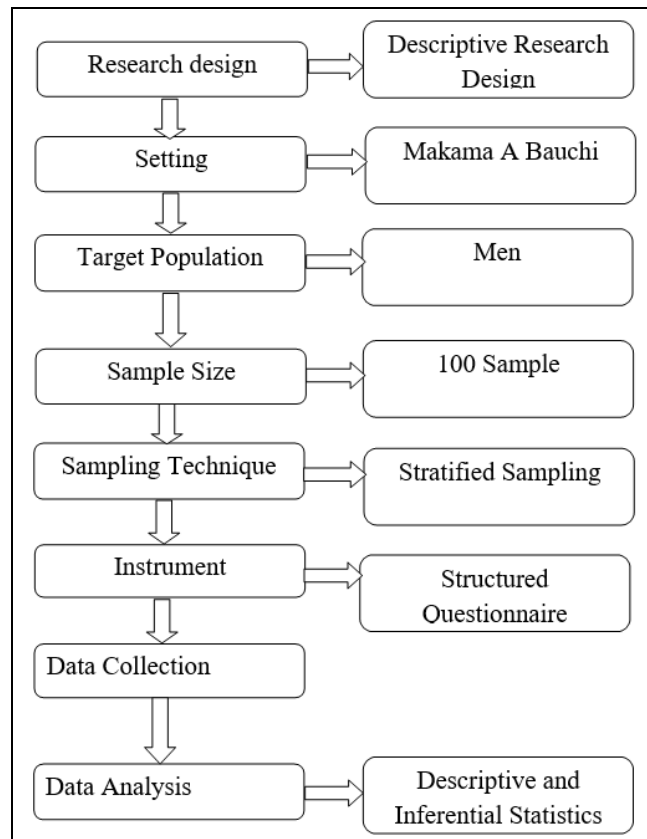 Research design
Descriptive Research
Design
Setting
Makama A Bauchi
Target Population
Men
Sample Size
100 Sample
Sampling Technique
Stratified Sampling
Instrument
Structured
Questionnaire
Data Collection
Data Analysis
Descriptive and
Inferential Statistics